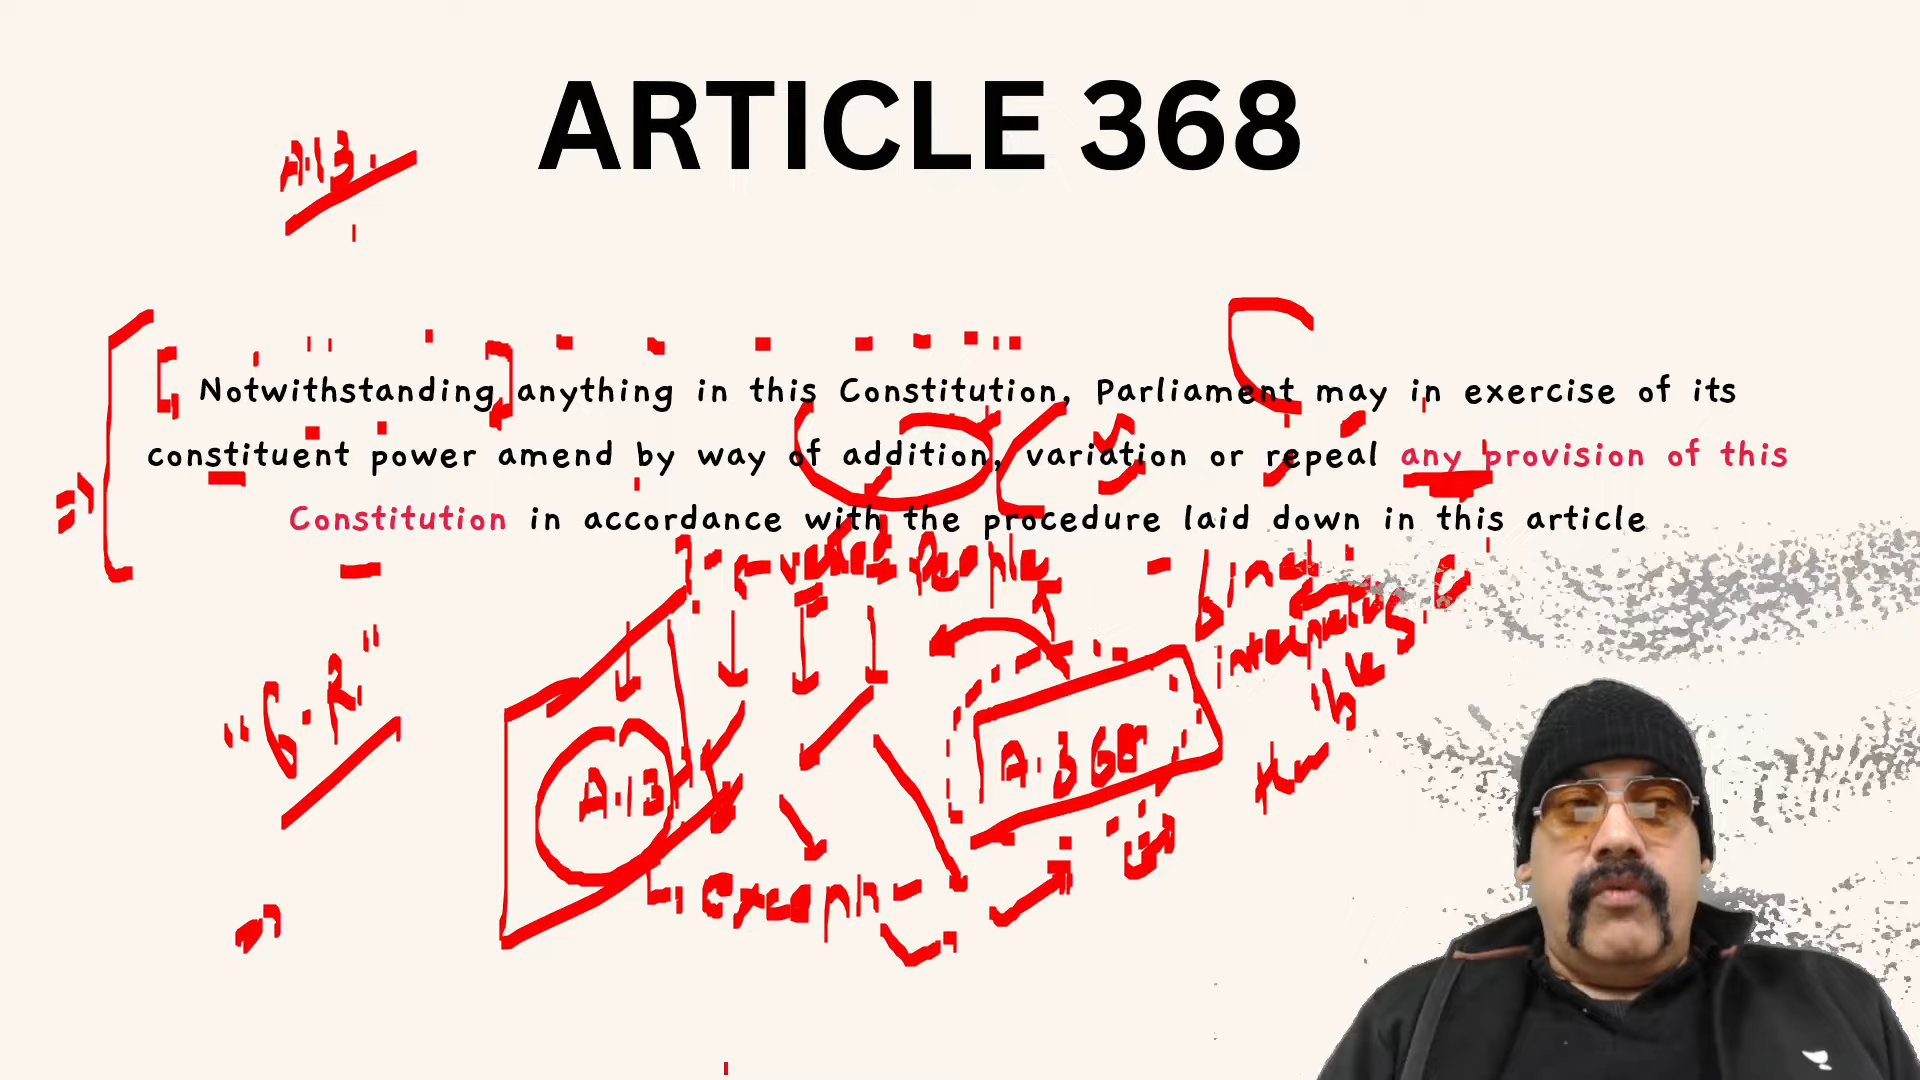 ARTICLE 368
A.13.
Notwithstanding anything in this Constitution, Parliament may in exercise of its
constituent power amend by way of addition, variation or repeal any provision of this
Constitution in accordance with the procedure laid down in this article
A.13
A.368